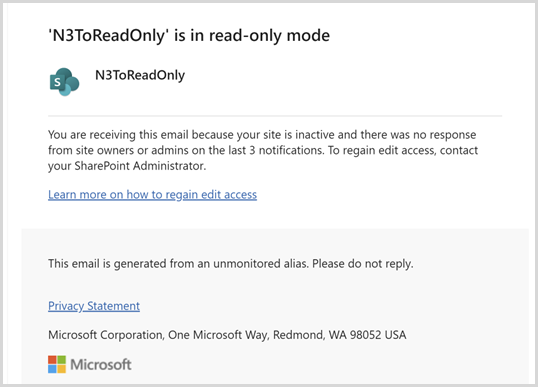 'N3ToReadOnly' is in read-only mode
S
N3ToReadOnly
You are receiving this email because your site is inactive and there was no response
from site owners or admins on the last 3 notifications. To regain edit access, contact
your SharePoint Administrator.
Learn more on how to regain edit access
This email is generated from an unmonitored alias. Please do not reply.
Privacy Statement
Microsoft Corporation, One Microsoft Way, Redmond, WA 98052 USA
Microsoft